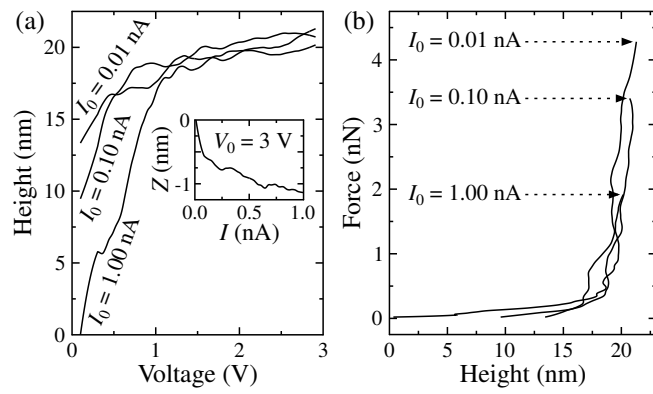 (a)
Height (nm)
20
15
10
5
0
I₀ = 0.01 nA
I₀ = 0.10 nA
I₀ = 1.00 nA
0
-1
Z (nm)
V₀ = 3 V
0.0 0.5 1.0
I (nA)
0 1 2 3
Voltage (V)
(b)
Force (nN)
5
4
3
2
1
0
I₀ = 0.01 nA
I₀ = 0.10 nA
I₀ = 1.00 nA
0 5 10 15 20
Height (nm)